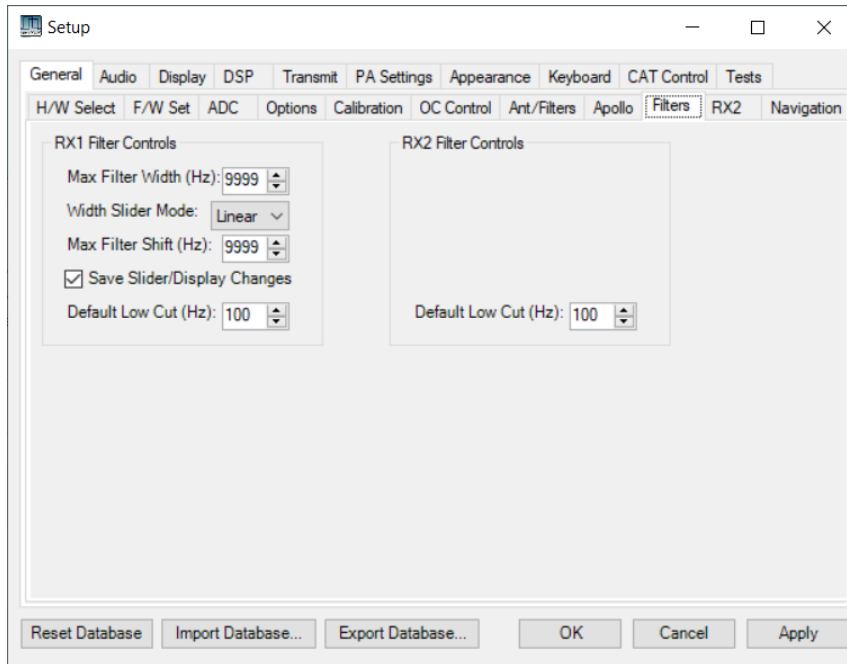 Setup
General Audio Display DSP Transmit PA Settings Appearance Keyboard CAT Control Tests
H/W Select F/W Set ADC Options Calibration OC Control Ant/Filters Apollo Filters RX2 Navigation
RX1 Filter Controls
Max Filter Width (Hz): 9999
Width Slider Mode: Linear
Max Filter Shift (Hz): 9999
Save Slider/Display Changes
Default Low Cut (Hz): 100
RX2 Filter Controls
Default Low Cut (Hz): 100
Reset Database Import Database... Export Database... OK Cancel Apply